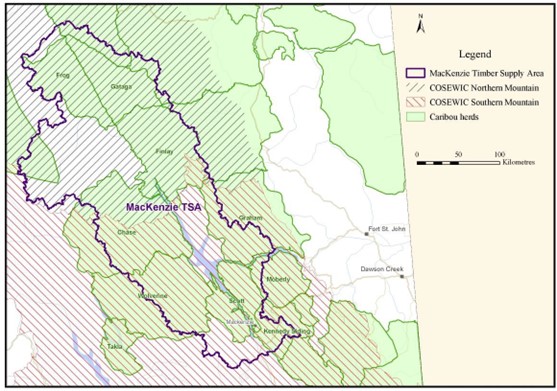 N
Legend
MacKenzie Timber Supply Area
COSEWIC Northern Mountain
COSEWIC Southern Mountain
Caribou herds
0 50 100
Kilometres
Frog
Gataga
Finlay
MacKenzie TSA
Graham
Chase
Fort St. John
Dawson Creek
Moberly
Wolverine
Scott
Mackenzie
Kennedy Siding
Takla